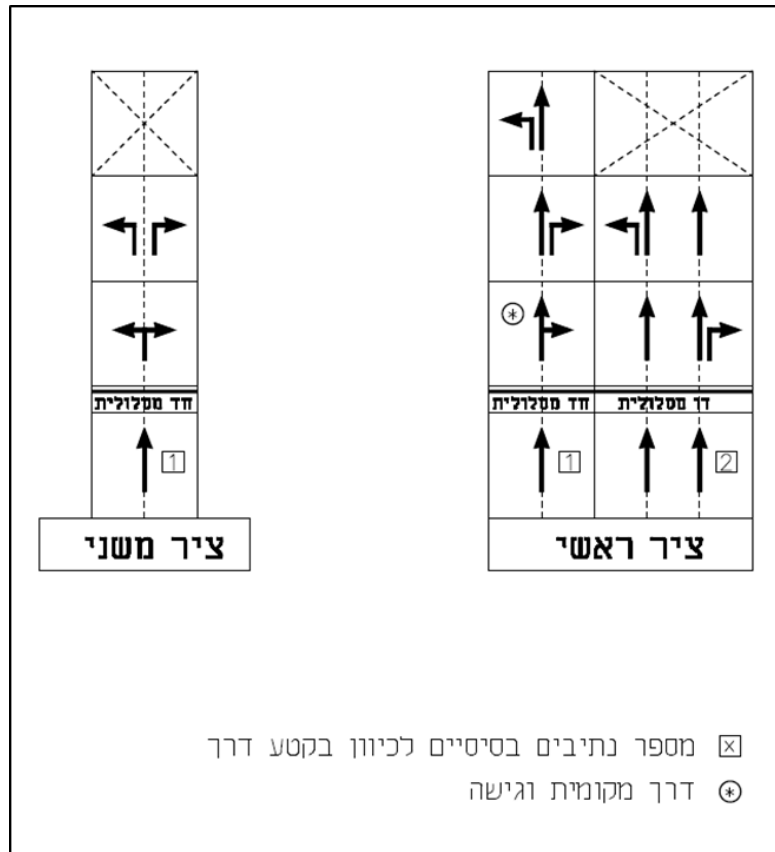 חד מסלולית
חד מסלולית
דו מסלולית
1
1
2
ציר משני
ציר ראשי
x מספר נתיבים בסיסיים לכיוון בקטע דרך
* דרך מקומית וגישה